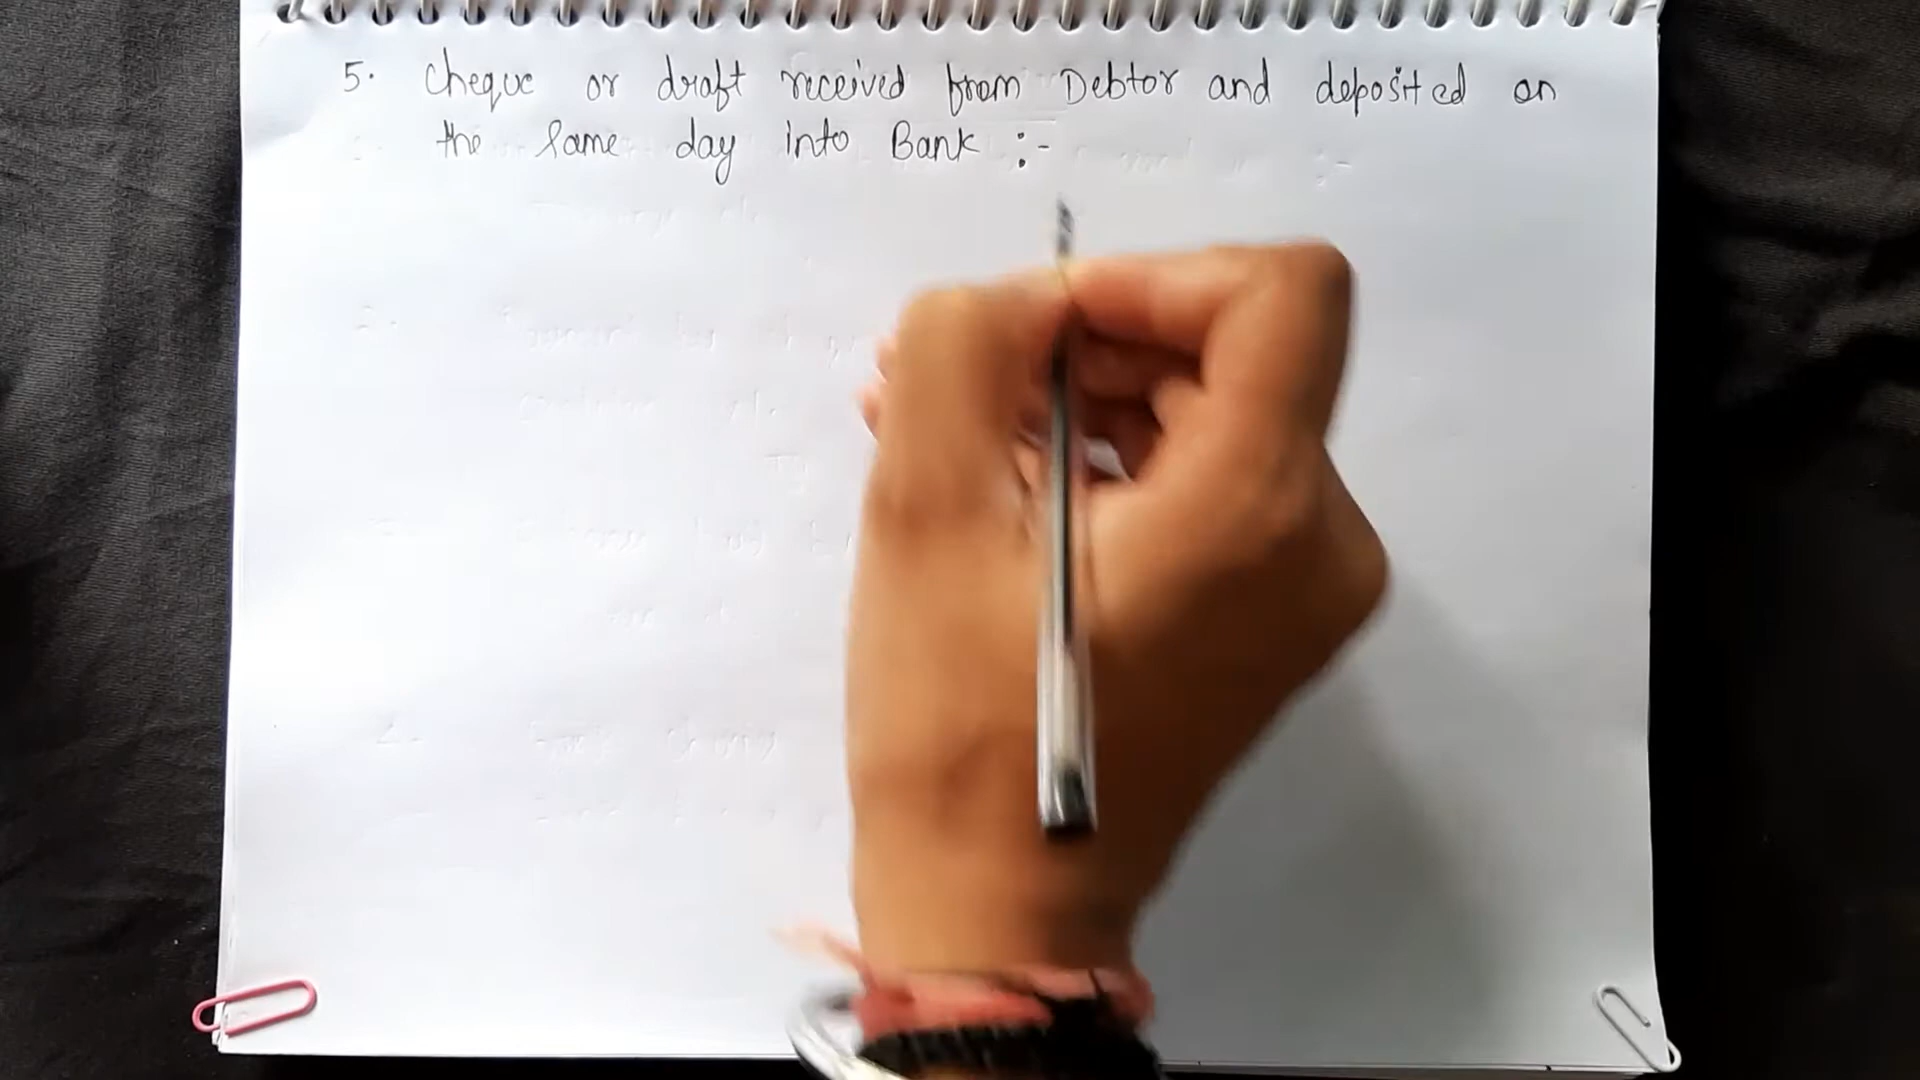 5. Cheque or draft received from Debtor and deposited on
the same day into Bank :-